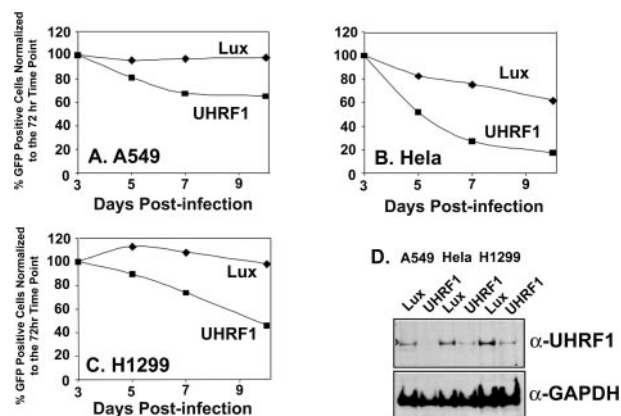 % GFP Positive Cells Normalized
to the 72 hr Time Point
120
100
80
60
40
20
0
3 5 7 9
Lux
UHRF1
A. A549
Days Post-infection
120
100
80
60
40
20
0
3 5 7 9
Lux
UHRF1
B. Hela
Days Post-infection
% GFP Positive Cells Normalized
to the 72hr Time Point
120
100
80
60
40
20
0
3 5 7 9
Lux
UHRF1
C. H1299
Days Post-infection
D. A549 Hela H1299
Lux UHRF1 Lux UHRF1 Lux UHRF1
α-UHRF1
α-GAPDH